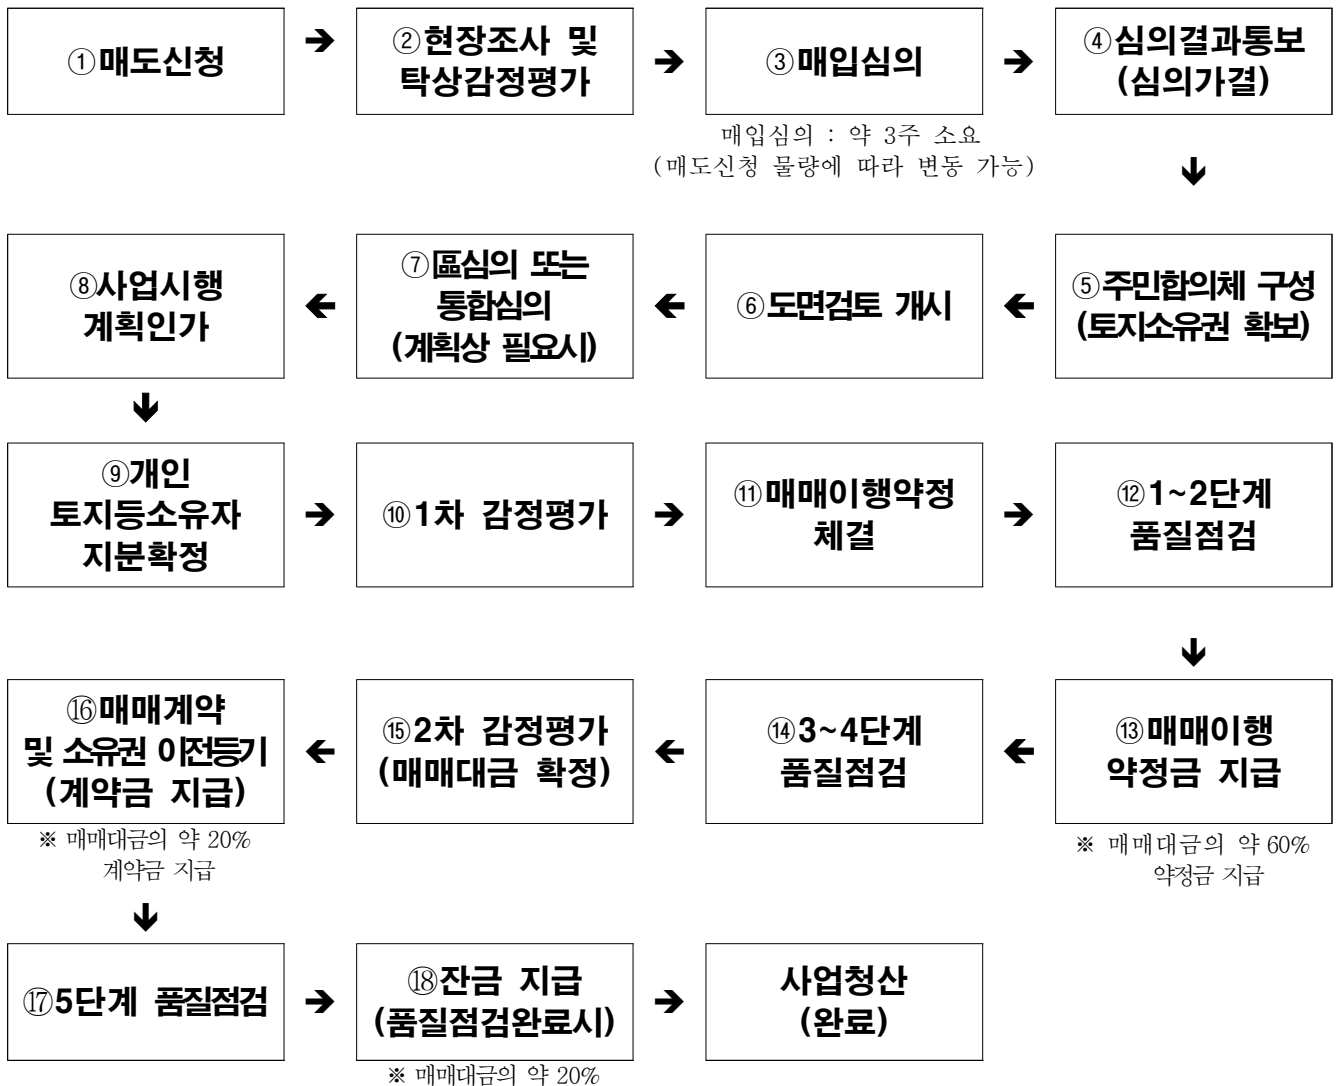 ①매도신청
➔
②현장조사 및
탁상감정평가
➔
③매입심의
➔
④심의결과통보
(심의가결)
매입심의 : 약 3주 소요
(매도신청 물량에 따라 변동 가능)
🡻
⑤주민합의체 구성
(토지소유권 확보)
🡸
⑥도면검토 개시
🡸
⑦區심의 또는
통합심의
(계획상 필요시)
🡸
⑧사업시행
계획인가
🡻
⑨개인
토지등소유자
지분확정
➔
⑩1차 감정평가
➔
⑪매매이행약정
체결
➔
⑫1~2단계
품질점검
🡻
⑬매매이행
약정금 지급
※ 매매대금의 약 60%
약정금 지급
🡸
⑭3~4단계
품질점검
🡸
⑮2차 감정평가
(매매대금 확정)
🡸
⑯매매계약
및 소유권 이전등기
(계약금 지급)
※ 매매대금의 약 20%
계약금 지급
🡻
⑰5단계 품질점검
➔
⑱잔금 지급
(품질점검완료시)
※ 매매대금의 약 20%
➔
사업청산
(완료)